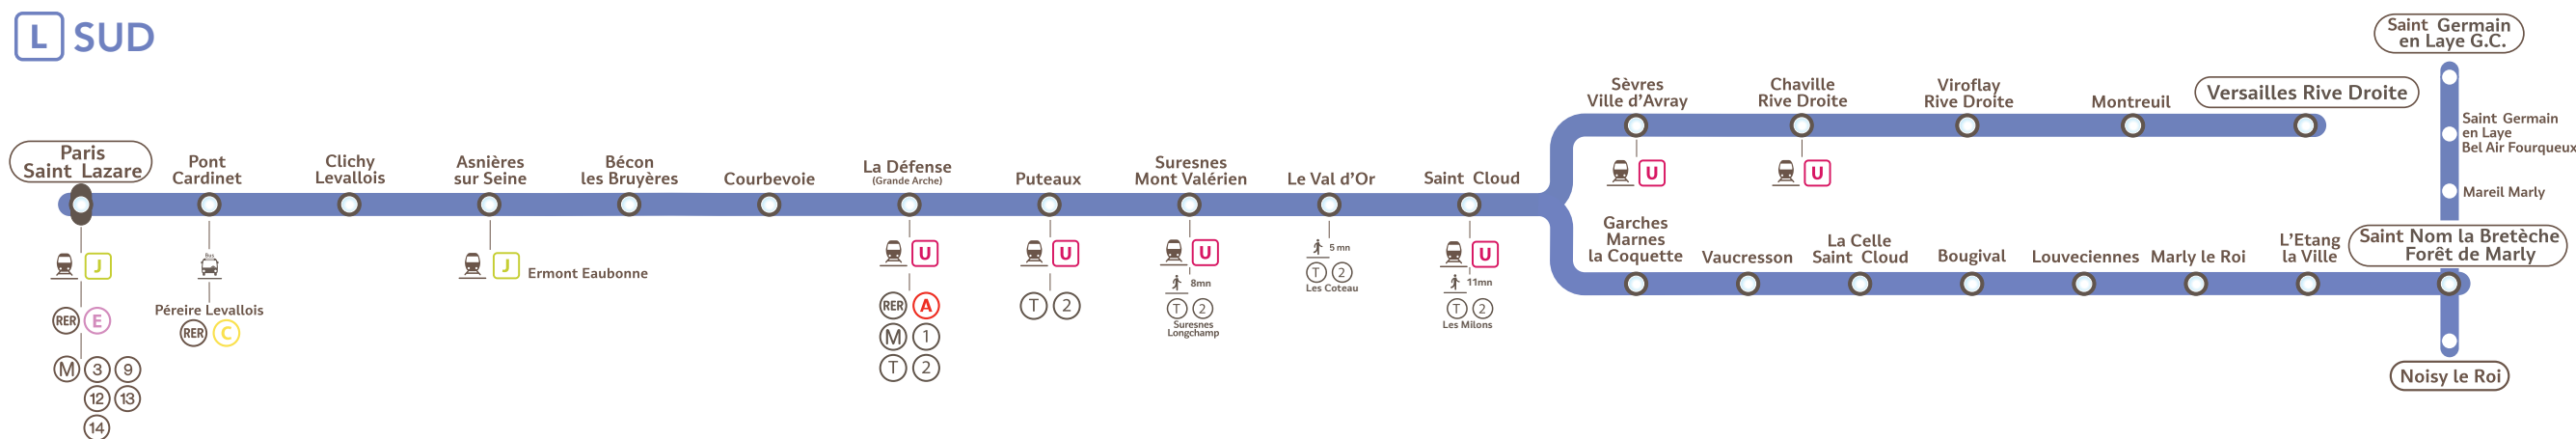 L SUD
Paris
Saint Lazare
J
RER E
M 3 9
12 13
14
Pont
Cardinet
Bus
Péreire Levallois
RER C
Clichy
Levallois
Asnières
sur Seine
J Ermont Eaubonne
Bécon
les Bruyères
Courbevoie
La Défense
(Grande Arche)
U
RER A
M 1
T 2
Puteaux
U
T 2
Suresnes
Mont Valérien
U
8mn
T 2
Suresnes
Longchamp
Le Val d'Or
5 mn
T 2
Les Coteau
Saint Cloud
U
11mn
T 2
Les Milons
Sèvres
Ville d'Avray
U
Chaville
Rive Droite
U
Viroflay
Rive Droite
Montreuil
Versailles Rive Droite
Garches
Marnes
la Coquette
Vaucresson
La Celle
Saint Cloud
Bougival
Louveciennes
Marly le Roi
L'Etang
la Ville
Saint Nom la Bretèche
Forêt de Marly
Saint Germain
en Laye G.C.
Saint Germain
en Laye
Bel Air Fourqueux
Mareil Marly
Noisy le Roi